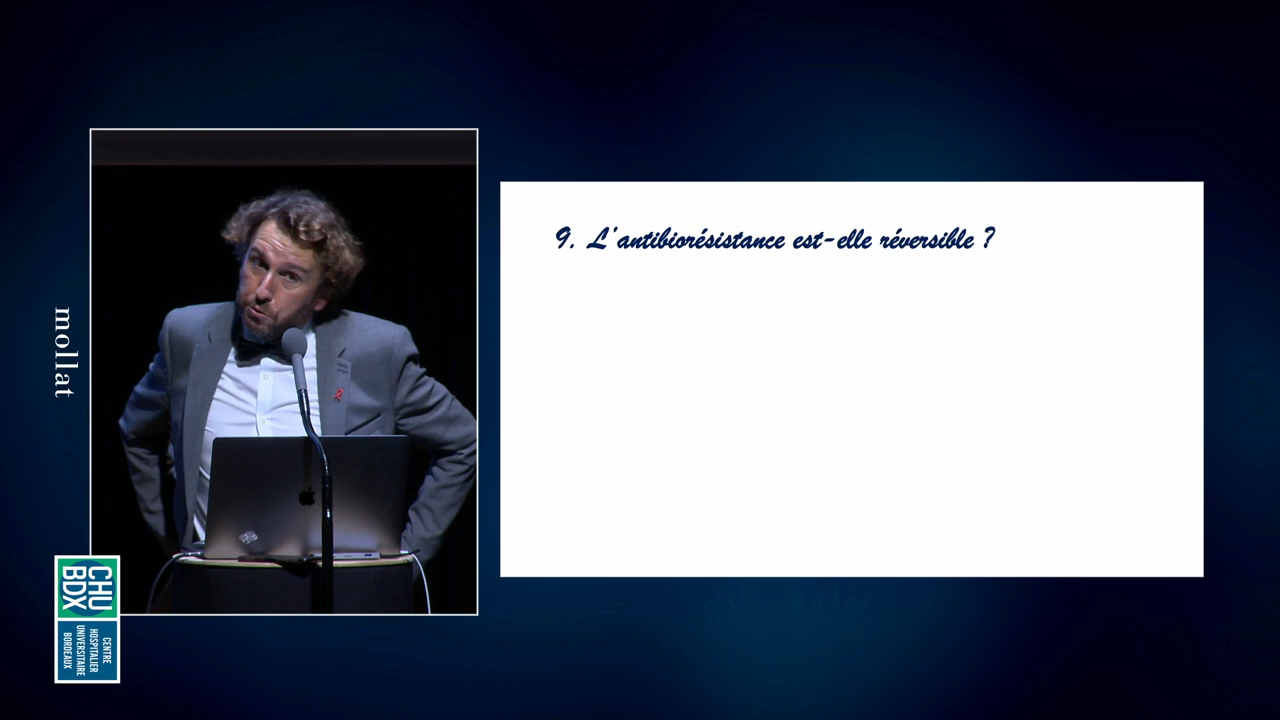 9. L'antibiorésistance est-elle réversible ?
mollat
CHU
BDX
CENTRE
HOSPITALIER
UNIVERSITAIRE
BORDEAUX